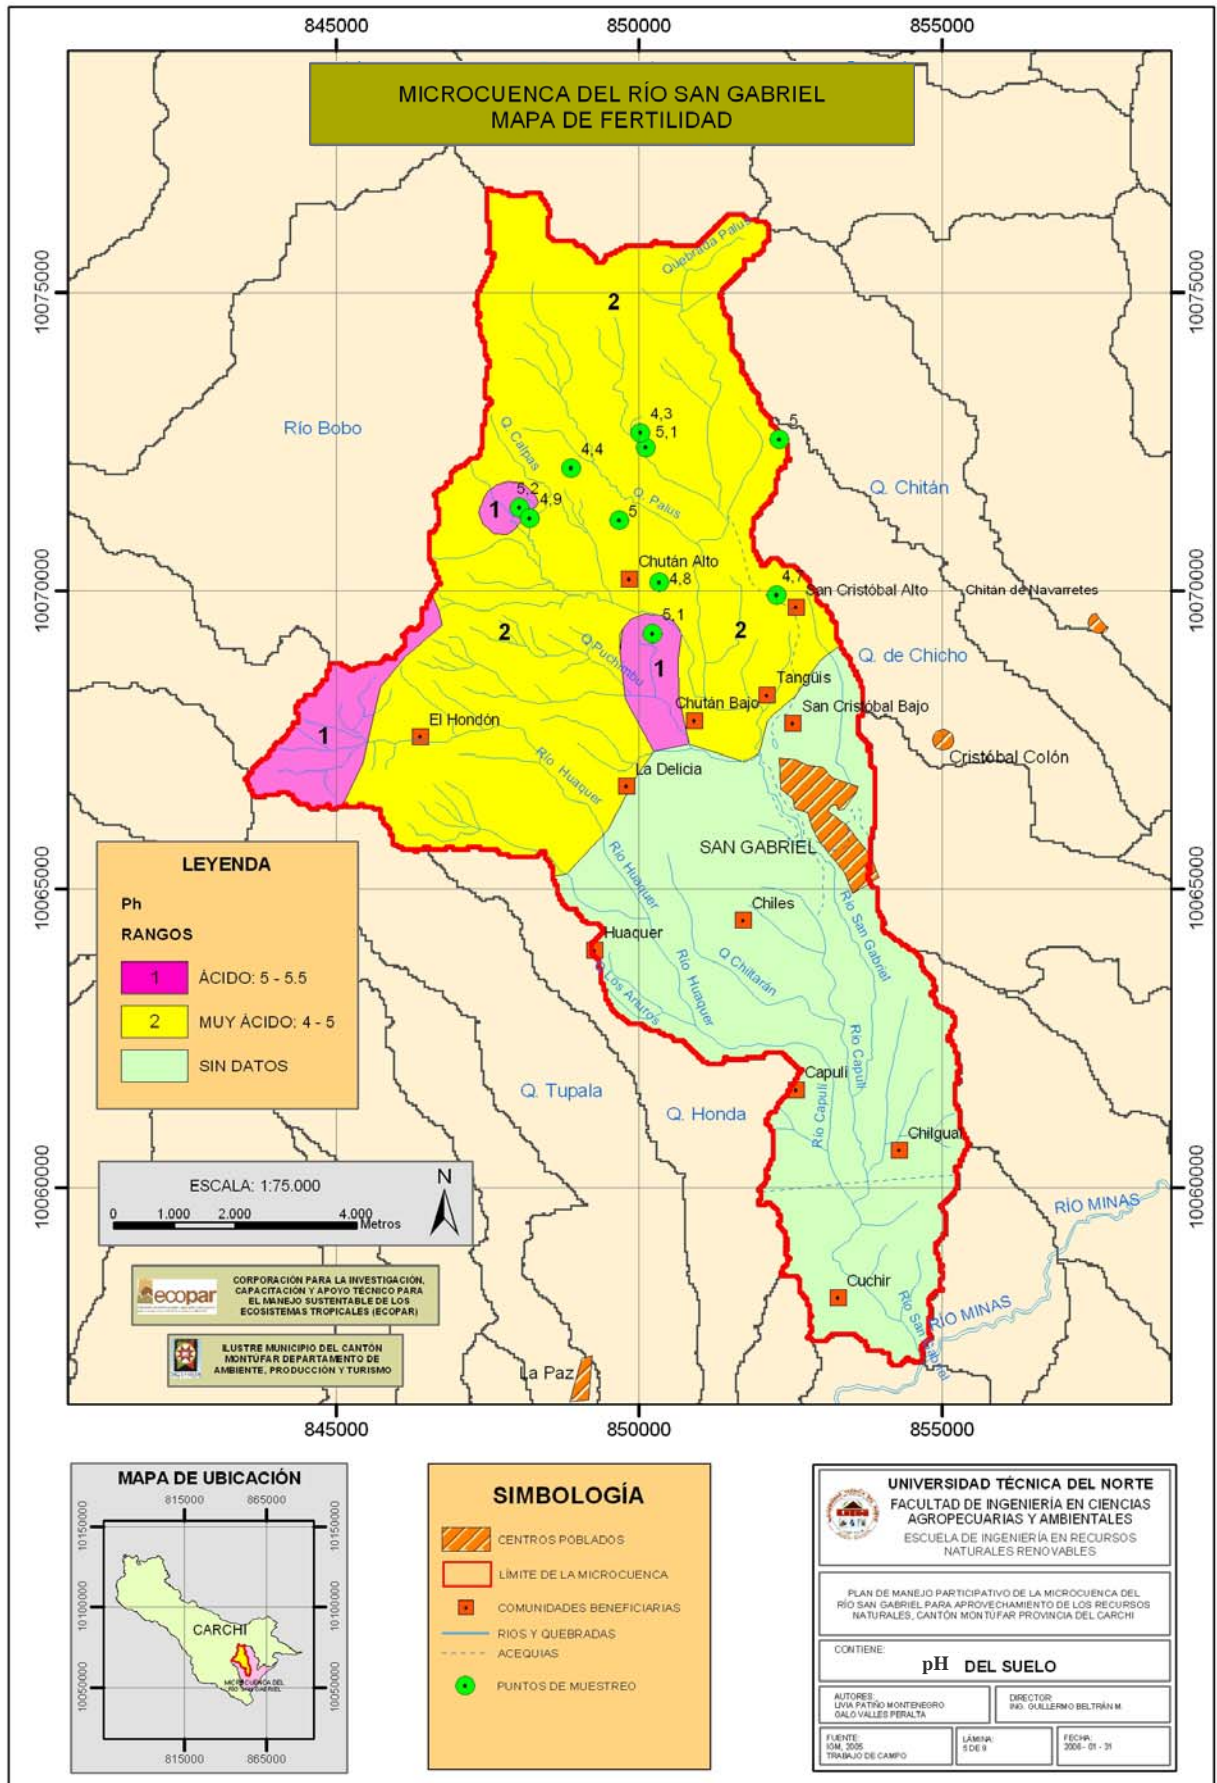 845000
850000
855000
MICROCUENCA DEL RÍO SAN GABRIEL
MAPA DE FERTILIDAD
10075000
10075000
Quebrada Palus
2
Río Bobo
4,3
5,1
5
Q. Calpas
4,4
Q. Chitán
5,2
4,9
1
Q. Palus
5
10070000
10070000
Chután Alto
4,8
4,7
San Cristóbal Alto
Chitán de Navarretes
5,1
2
2
Q Puchimbu
1
Q. de Chicho
Tangüis
Chután Bajo
San Cristóbal Bajo
El Hondón
1
Cristóbal Colón
Río Huaquer
La Delicia
SAN GABRIEL
10065000
10065000
Río Huaquer
Chiles
Río San Gabriel
Huaquer
Río Huaquer
Q Chiltarán
Los Arturos
Río Capulí
Capulí
Río Capulí
Q. Tupala
Q. Honda
Chilgual
10060000
10060000
RÍO MINAS
Cuchir
Río San Gabriel
RÍO MINAS
La Paz
LEYENDA
Ph
RANGOS
1 ÁCIDO: 5 - 5.5
2 MUY ÁCIDO: 4 - 5
SIN DATOS
ESCALA: 1:75.000
N
0 1.000 2.000 4.000 Metros
ecopar
CORPORACIÓN PARA LA INVESTIGACIÓN,
CAPACITACIÓN Y APOYO TÉCNICO PARA
EL MANEJO SUSTENTABLE DE LOS
ECOSISTEMAS TROPICALES (ECOPAR)
ILUSTRE MUNICIPIO DEL CANTÓN
MONTÚFAR DEPARTAMENTO DE
AMBIENTE, PRODUCCIÓN Y TURISMO
845000
850000
855000
MAPA DE UBICACIÓN
815000
865000
10150000
10150000
10100000
10100000
CARCHI
MICROCUENCA DEL
RÍO SAN GABRIEL
10050000
10050000
815000
865000
SIMBOLOGÍA
CENTROS POBLADOS
LÍMITE DE LA MICROCUENCA
COMUNIDADES BENEFICIARIAS
RIOS Y QUEBRADAS
ACEQUIAS
PUNTOS DE MUESTREO
UNIVERSIDAD TÉCNICA DEL NORTE
FACULTAD DE INGENIERÍA EN CIENCIAS
AGROPECUARIAS Y AMBIENTALES
ESCUELA DE INGENIERÍA EN RECURSOS
NATURALES RENOVABLES
PLAN DE MANEJO PARTICIPATIVO DE LA MICROCUENCA DEL
RÍO SAN GABRIEL PARA APROVECHAMIENTO DE LOS RECURSOS
NATURALES, CANTÓN MONTÚFAR PROVINCIA DEL CARCHI
CONTIENE:
pH DEL SUELO
AUTORES:
LIVIA PATIÑO MONTENEGRO
GALO VALLES PERALTA
DIRECTOR:
ING. GUILLERMO BELTRÁN M.
FUENTE:
IGM, 2005
TRABAJO DE CAMPO
LÁMINA:
5 DE 9
FECHA:
2006 - 01 - 31